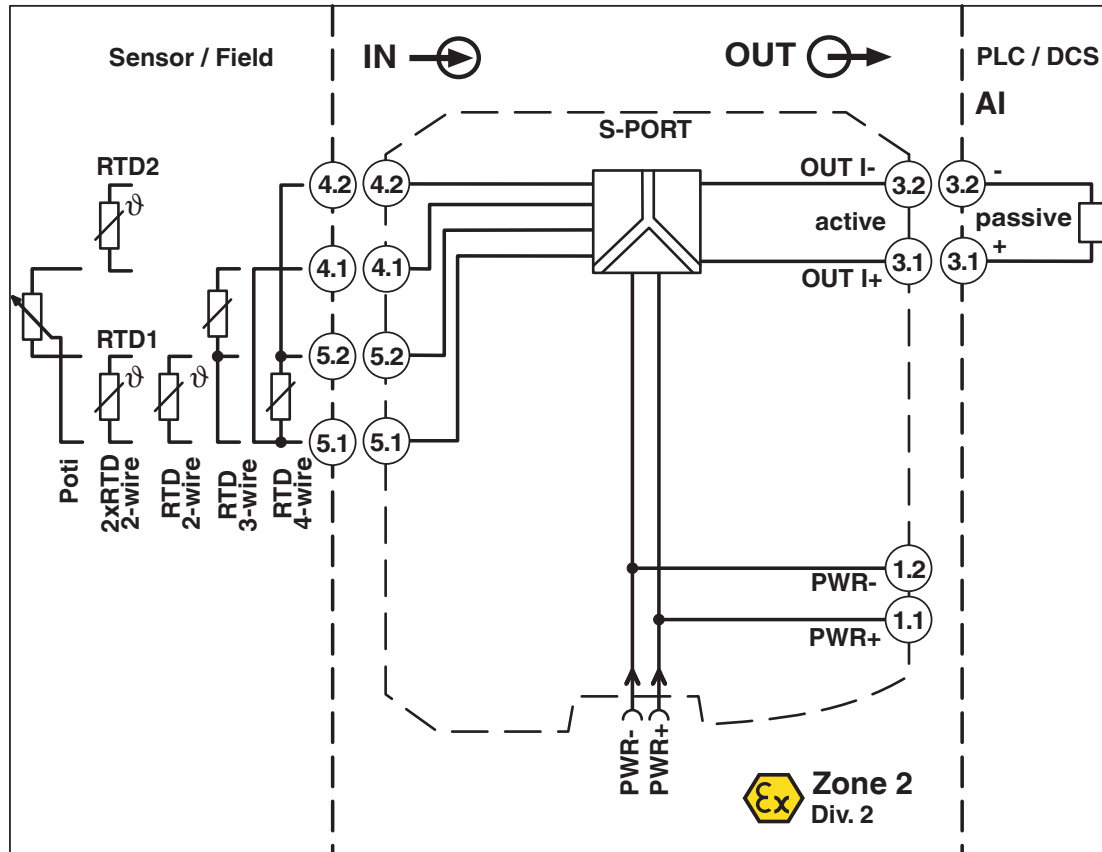 Sensor / Field
IN
OUT
PLC / DCS
AI
S-PORT
RTD2
ϑ
4.2
4.2
OUT I-
3.2
3.2
-
active
passive
4.1
4.1
OUT I+
3.1
3.1
+
RTD1
ϑ
ϑ
5.2
5.2
5.1
5.1
Poti
2xRTD
2-wire
RTD
2-wire
RTD
3-wire
RTD
4-wire
PWR-
1.2
PWR+
1.1
PWR-
PWR+
Ex
Zone 2
Div. 2